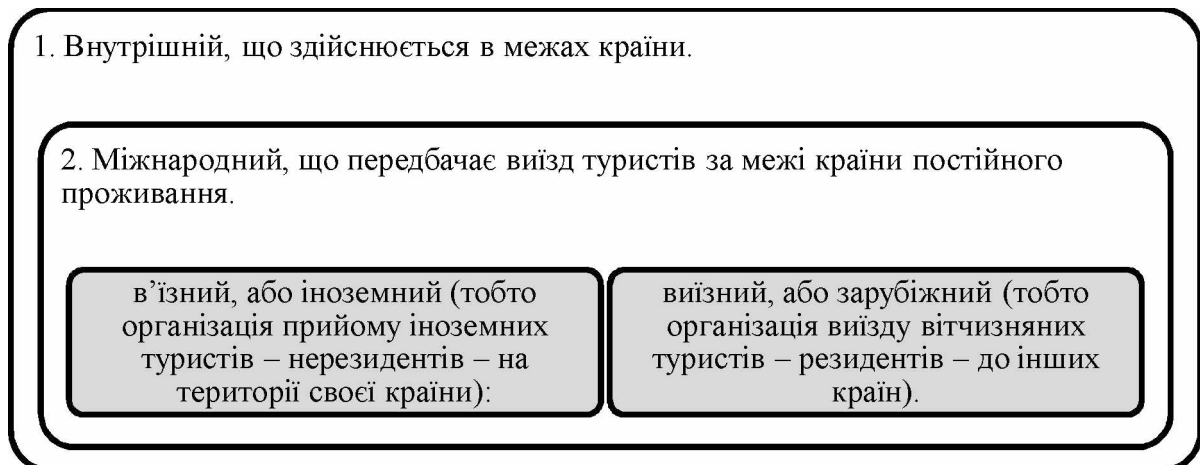 1. Внутрішній, що здійснюється в межах країни.
2. Міжнародний, що передбачає виїзд туристів за межі країни постійного
проживання.
в’їзний, або іноземний (тобто
організація прийому іноземних
туристів – нерезидентів – на
території своєї країни):
виїзний, або зарубіжний (тобто
організація виїзду вітчизняних
туристів – резидентів – до інших
країн).